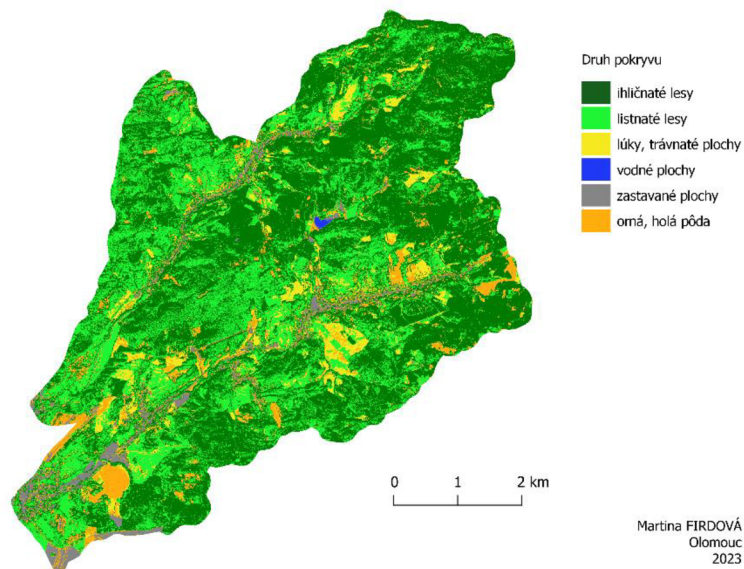 Druh pokryvu
ihličnaté lesy
listnaté lesy
lúky, trávnaté plochy
vodné plochy
zastavané plochy
orná, holá pôda
0 1 2 km
Martina FIRDOVÁ
Olomouc
2023